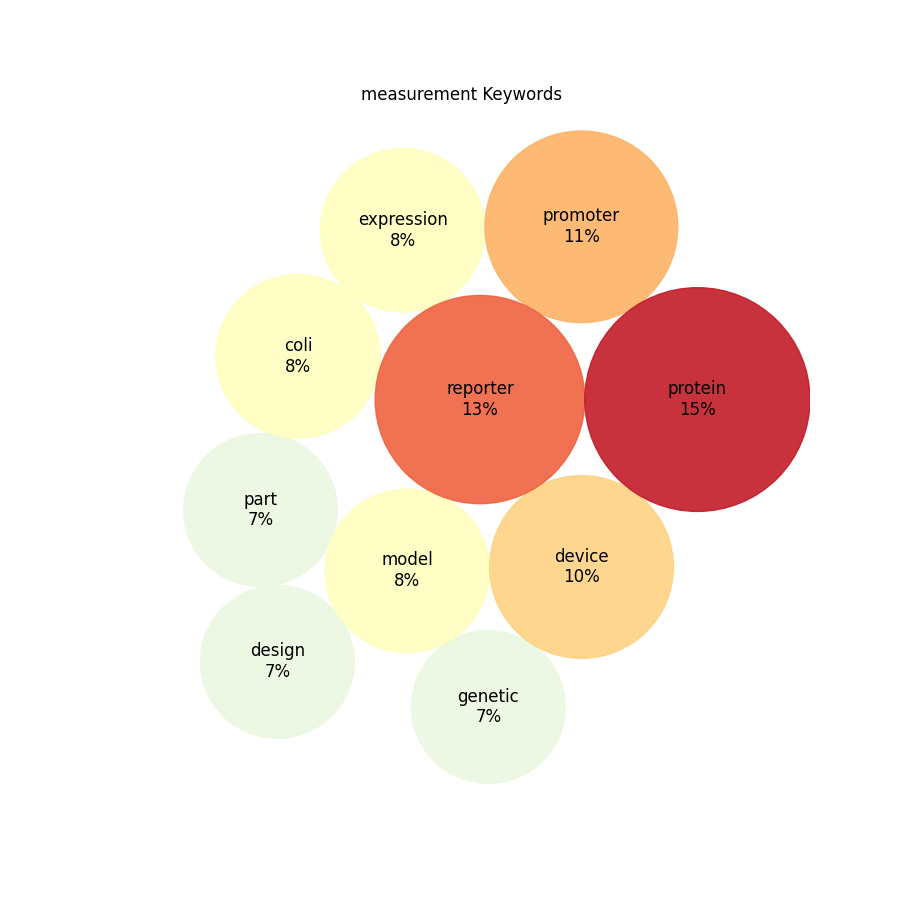 measurement Keywords
expression
8%
promoter
11%
coli
8%
reporter
13%
protein
15%
part
7%
model
8%
device
10%
design
7%
genetic
7%